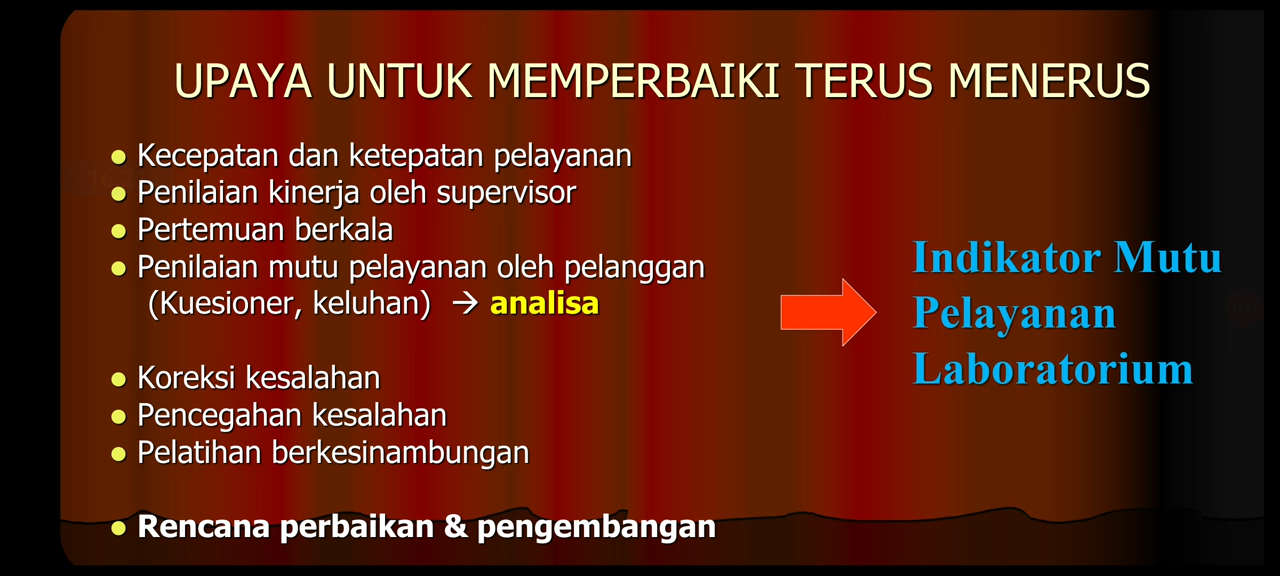 UPAYA UNTUK MEMPERBAIKI TERUS MENERUS
● Kecepatan dan ketepatan pelayanan
● Penilaian kinerja oleh supervisor
● Pertemuan berkala
● Penilaian mutu pelayanan oleh pelanggan
(Kuesioner, keluhan) → analisa
● Koreksi kesalahan
● Pencegahan kesalahan
● Pelatihan berkesinambungan
● Rencana perbaikan & pengembangan
Indikator Mutu
Pelayanan
Laboratorium